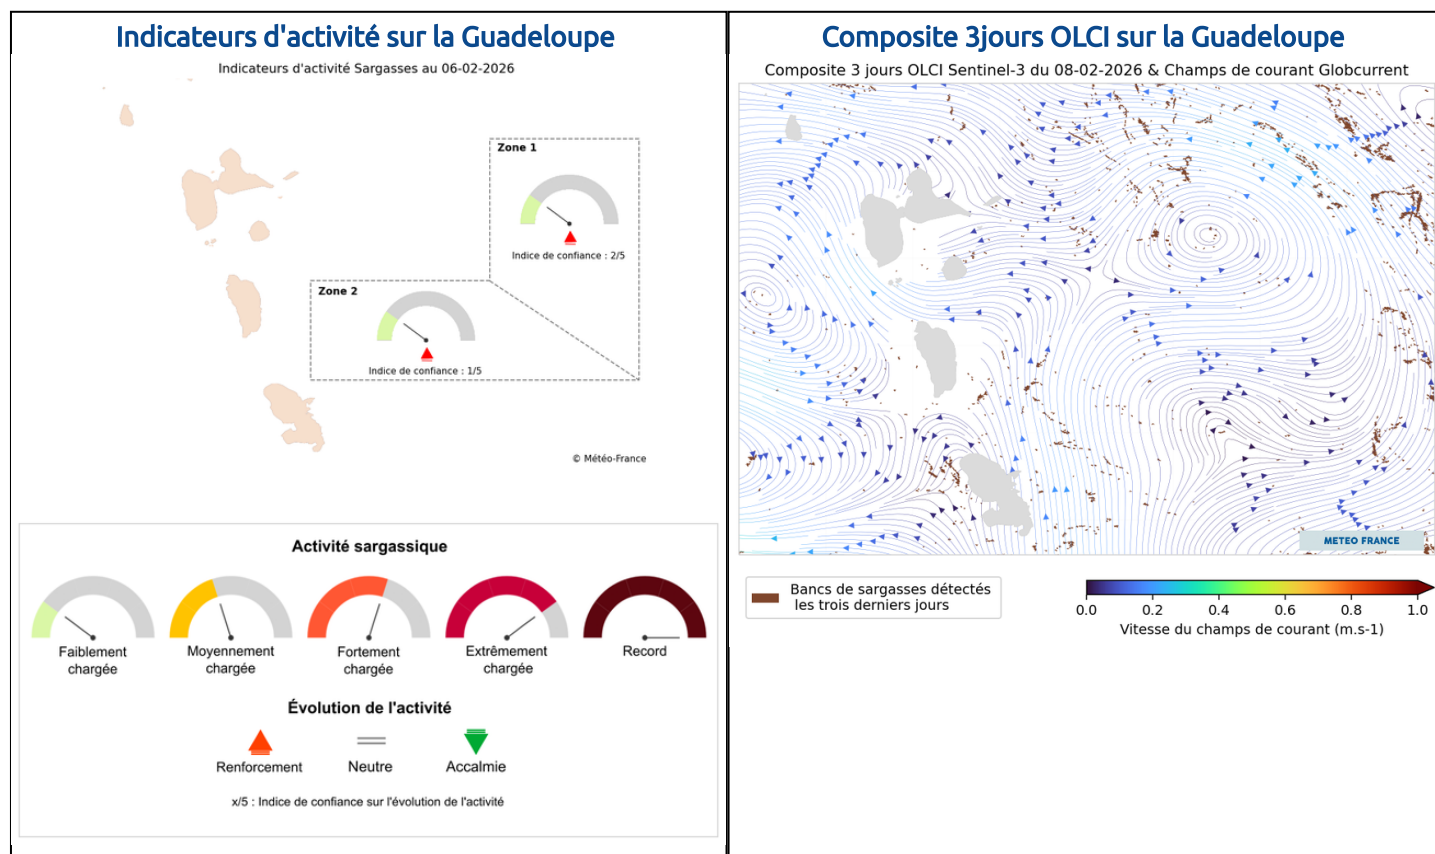 Indicateurs d'activité sur la Guadeloupe
Indicateurs d'activité Sargasses au 06-02-2026
Zone 1
Indice de confiance : 2/5
Zone 2
Indice de confiance : 1/5
© Météo-France
Activité sargassique
Faiblement chargée
Moyennement chargée
Fortement chargée
Extrêmement chargée
Record
Évolution de l'activité
Renforcement
Neutre
Accalmie
x/5 : Indice de confiance sur l'évolution de l'activité
Composite 3jours OLCI sur la Guadeloupe
Composite 3 jours OLCI Sentinel-3 du 08-02-2026 & Champs de courant Globcurrent
METEO FRANCE
Bancs de sargasses détectés
les trois derniers jours
0.0 0.2 0.4 0.6 0.8 1.0
Vitesse du champs de courant (m.s-1)